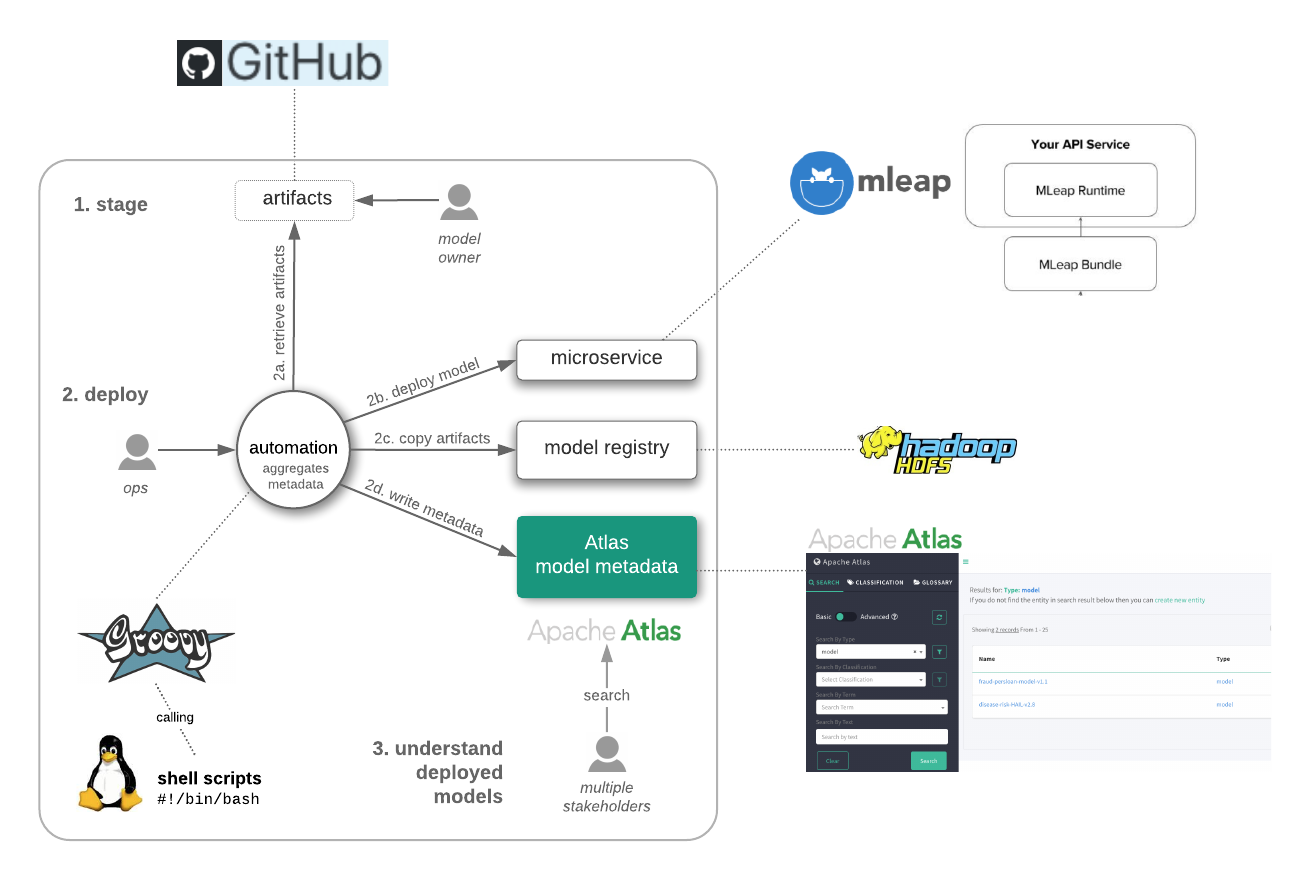 GitHub
1. stage
artifacts
model
owner
2a. retrieve artifacts
mleap
Your API Service
MLeap Runtime
MLeap Bundle
2. deploy
ops
automation
aggregates
metadata
2b. deploy model
microservice
2c. copy artifacts
model registry
hadoop
HDFS
2d. write metadata
Atlas
model metadata
Apache Atlas
Apache Atlas
SEARCH
CLASSIFICATION
GLOSSARY
Basic
Advanced
Search By Type
model
Search By Classification
Select Classification
Search By Term
Search Term
Search By Text
Search by text
Clear
Search
Results for: Type: model
If you do not find the entity in search result below then you can create new entity
Showing 2 records From 1 - 25
Name Type
fraud-persloan-model-v1.1 model
disease-risk-HAIL-v2.8 model
Groovy
calling
shell scripts
#!/bin/bash
Apache Atlas
search
3. understand
deployed
models
multiple
stakeholders